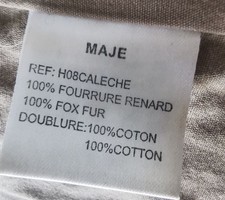 MAJE
REF: H08CALECHE
100% FOURRURE RENARD
100% FOX FUR
DOUBLURE:100%COTON
100%COTTON